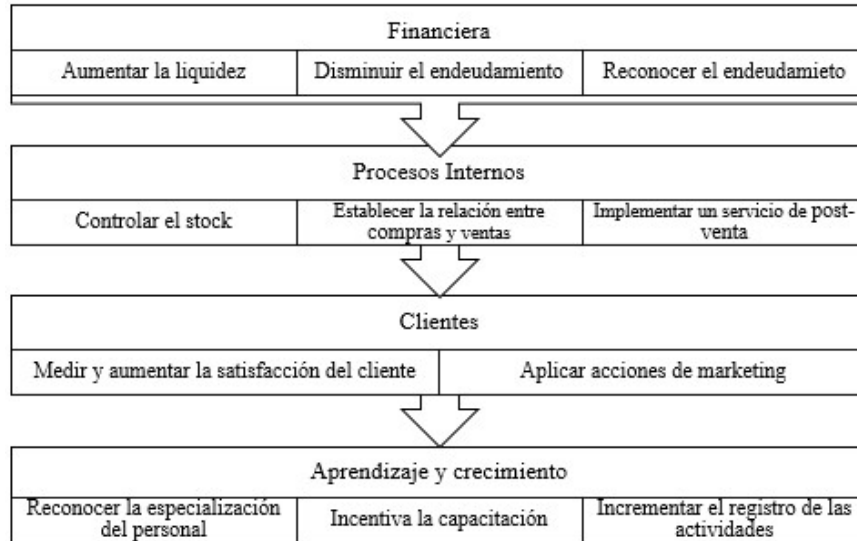 Financiera
Aumentar la liquidez
Disminuir el endeudamiento
Reconocer el endeudamieto
Procesos Internos
Controlar el stock
Establecer la relación entre
compras y ventas
Implementar un servicio de post-
venta
Clientes
Medir y aumentar la satisfacción del cliente
Aplicar acciones de marketing
Aprendizaje y crecimiento
Reconocer la especialización
del personal
Incentiva la capacitación
Incrementar el registro de las
actividades